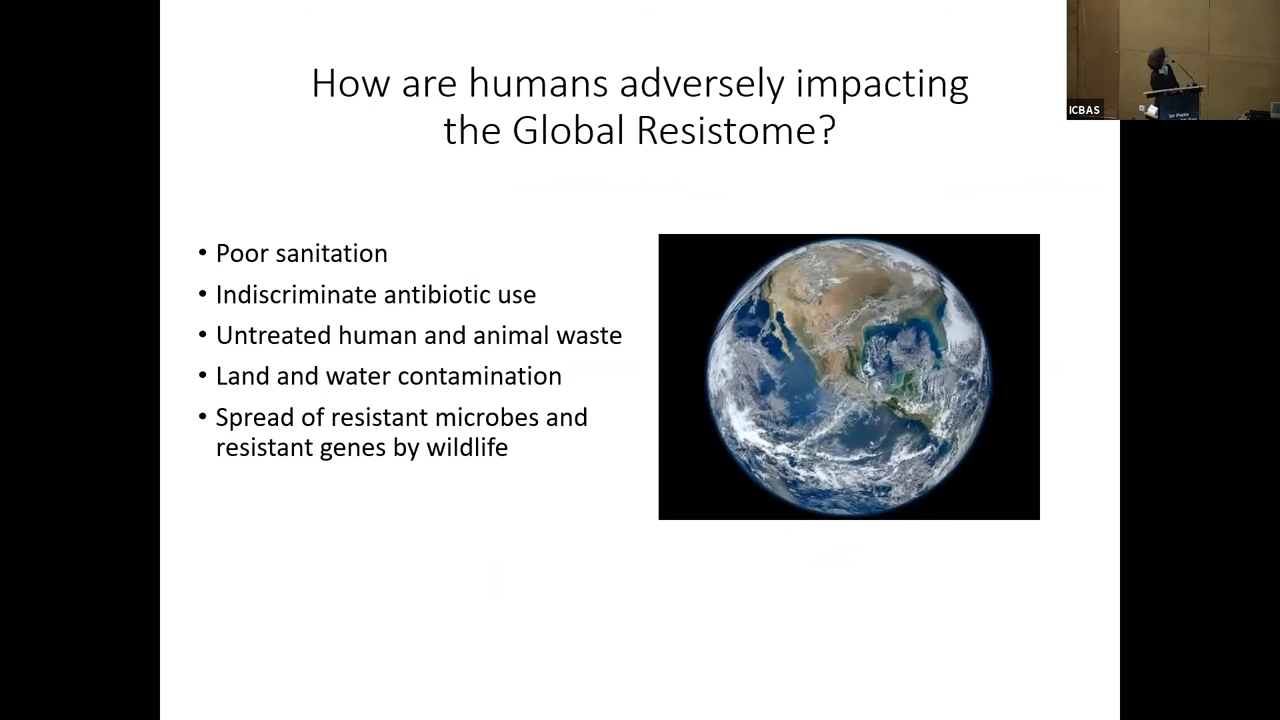 How are humans adversely impacting
the Global Resistome?
• Poor sanitation
• Indiscriminate antibiotic use
• Untreated human and animal waste
• Land and water contamination
• Spread of resistant microbes and
resistant genes by wildlife
ICBAS